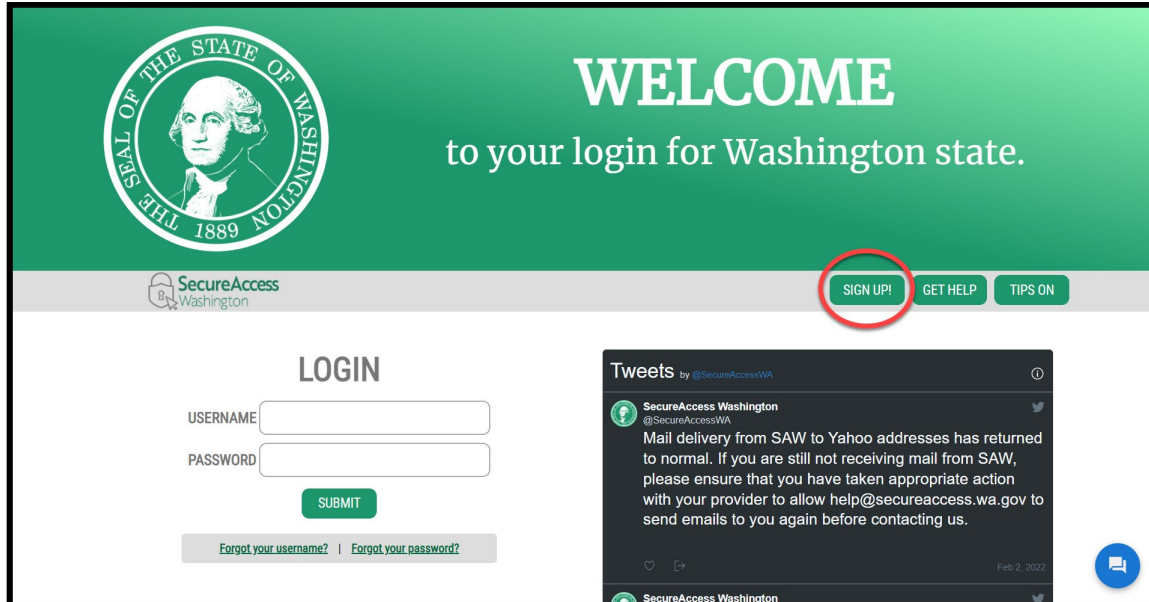 THE SEAL OF THE STATE OF WASHINGTON
1889
WELCOME
to your login for Washington state.
SecureAccess
Washington
SIGN UP!
GET HELP
TIPS ON
LOGIN
USERNAME
PASSWORD
SUBMIT
Forgot your username? | Forgot your password?
Tweets by @SecureAccessWA
SecureAccess Washington
@SecureAccessWA
Mail delivery from SAW to Yahoo addresses has returned
to normal. If you are still not receiving mail from SAW,
please ensure that you have taken appropriate action
with your provider to allow help@secureaccess.wa.gov to
send emails to you again before contacting us.
Feb 2, 2022
SecureAccess Washington